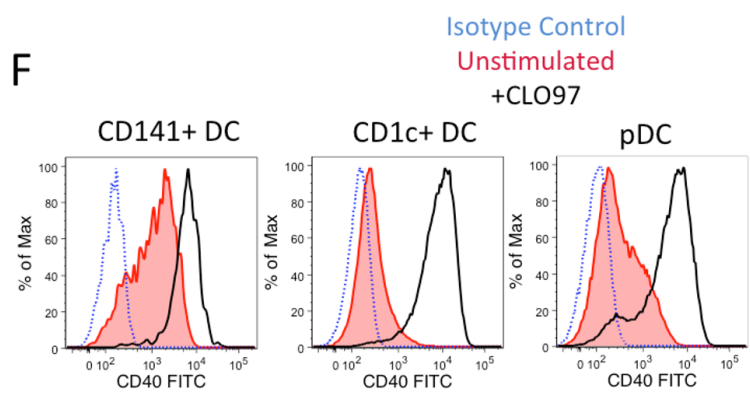 Isotype Control
F
Unstimulated
+CLO97
CD141+ DC
CD1c+ DC
pDC
% of Max
100
80
60
40
20
0
0 10² 10³ 10⁴ 10⁵
CD40 FITC
% of Max
100
80
60
40
20
0
0 10² 10³ 10⁴ 10⁵
CD40 FITC
% of Max
100
80
60
40
20
0
0 10² 10³ 10⁴ 10⁵
CD40 FITC